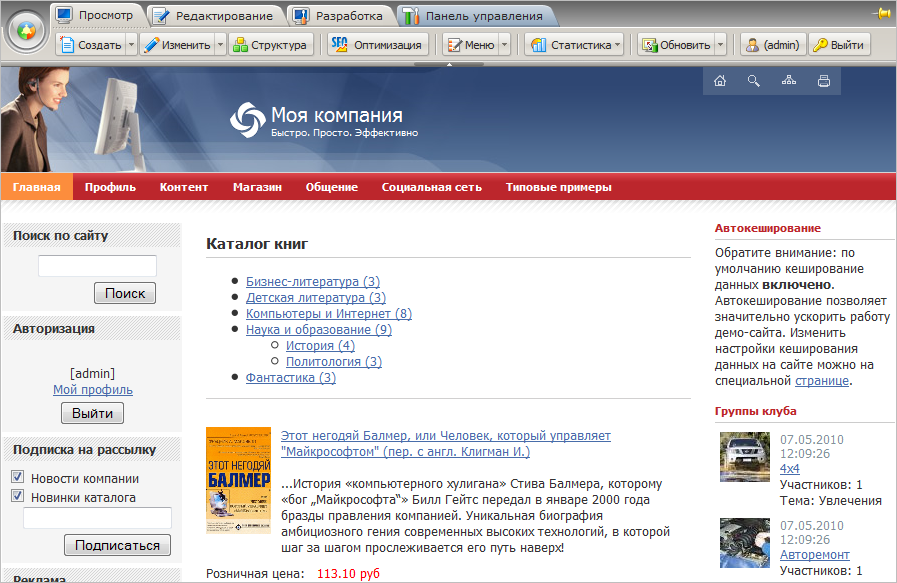 Просмотр Редактирование Разработка Панель управления
Создать Изменить Структура SEO Оптимизация Меню Статистика Обновить (admin) Выйти
Моя компания
Быстро. Просто. Эффективно
Главная Профиль Контент Магазин Общение Социальная сеть Типовые примеры
Поиск по сайту
Поиск
Авторизация
[admin]
Мой профиль
Выйти
Подписка на рассылку
Новости компании
Новинки каталога
Подписаться
Реклама
Каталог книг
Бизнес-литература (3)
Детская литература (3)
Компьютеры и Интернет (8)
Наука и образование (9)
История (4)
Политология (3)
Фантастика (3)
ЭТОТ НЕГОДЯЙ
БАЛМЕР
Этот негодяй Балмер, или Человек, который управляет
"Майкрософтом" (пер. с англ. Клигман И.)
...История «компьютерного хулигана» Стива Балмера, которому
«бог „Майкрософта“» Билл Гейтс передал в январе 2000 года
бразды правления компанией. Уникальная биография
амбициозного гения современных высоких технологий, в которой
шаг за шагом прослеживается его путь наверх!
Розничная цена: 113.10 руб
Автокеширование
Обратите внимание: по
умолчанию кеширование
данных включено.
Автокеширование позволяет
значительно ускорить работу
демо-сайта. Изменить
настройки кеширования
данных на сайте можно на
специальной странице.
Группы клуба
07.05.2010
12:09:26
4x4
Участников: 1
Тема: Увлечения
07.05.2010
12:09:26
Авторемонт
Участников: 1